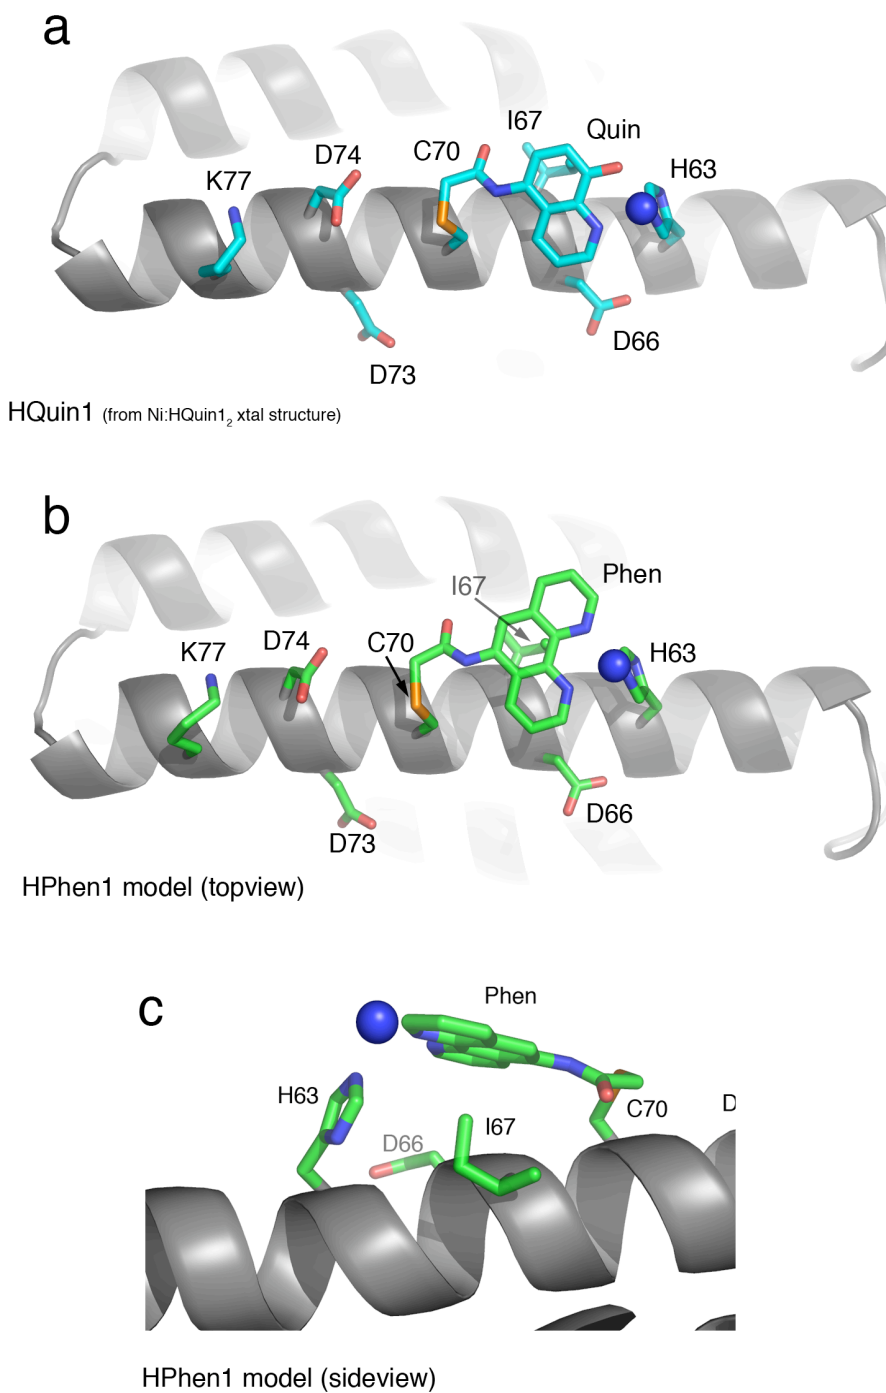 a
I67 Quin
D74 C70 H63
K77
D66
D73
HQuin1 (from Ni:HQuin1₂ xtal structure)
b
I67 Phen
K77 D74 C70 H63
D73 D66
HPhen1 model (topview)
c
Phen
H63 C70 D
D66 I67
HPhen1 model (sideview)